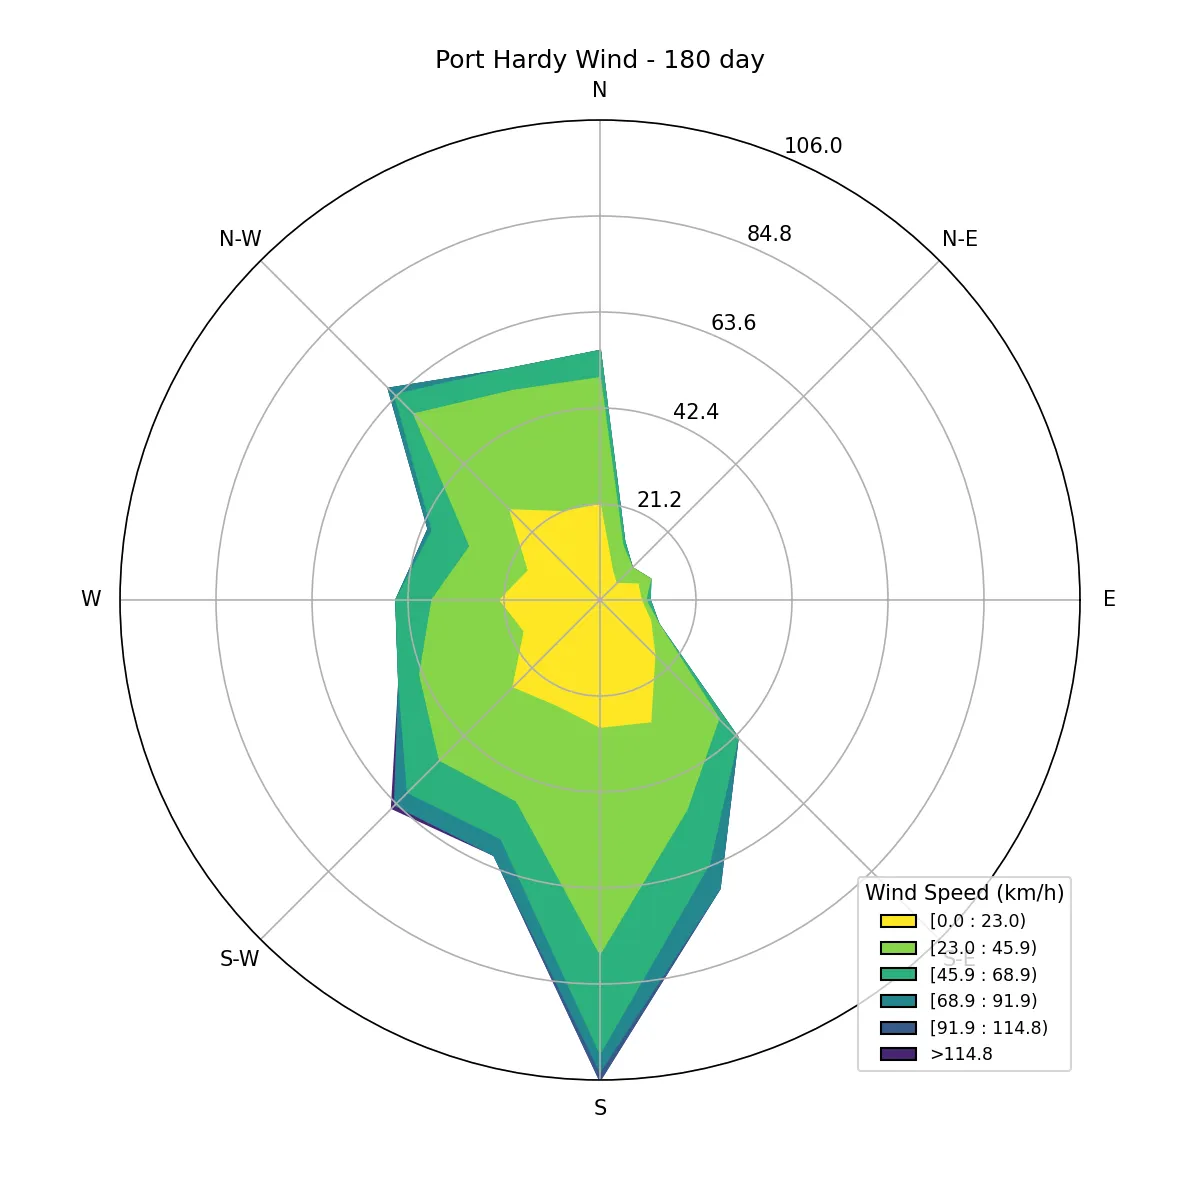 Port Hardy Wind - 180 day
N
106.0
N-W
84.8
N-E
63.6
42.4
21.2
W
E
S-W
S-E
S
Wind Speed (km/h)
[0.0 : 23.0)
[23.0 : 45.9)
[45.9 : 68.9)
[68.9 : 91.9)
[91.9 : 114.8)
>114.8